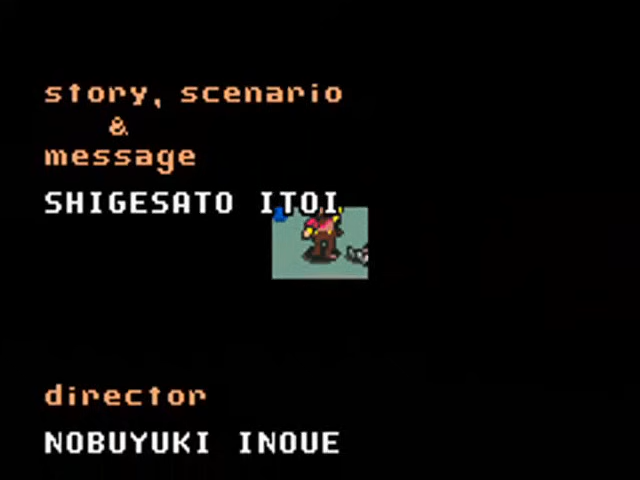 story, scenario
&
message
SHIGESATO ITOI
director
NOBUYUKI INOUE